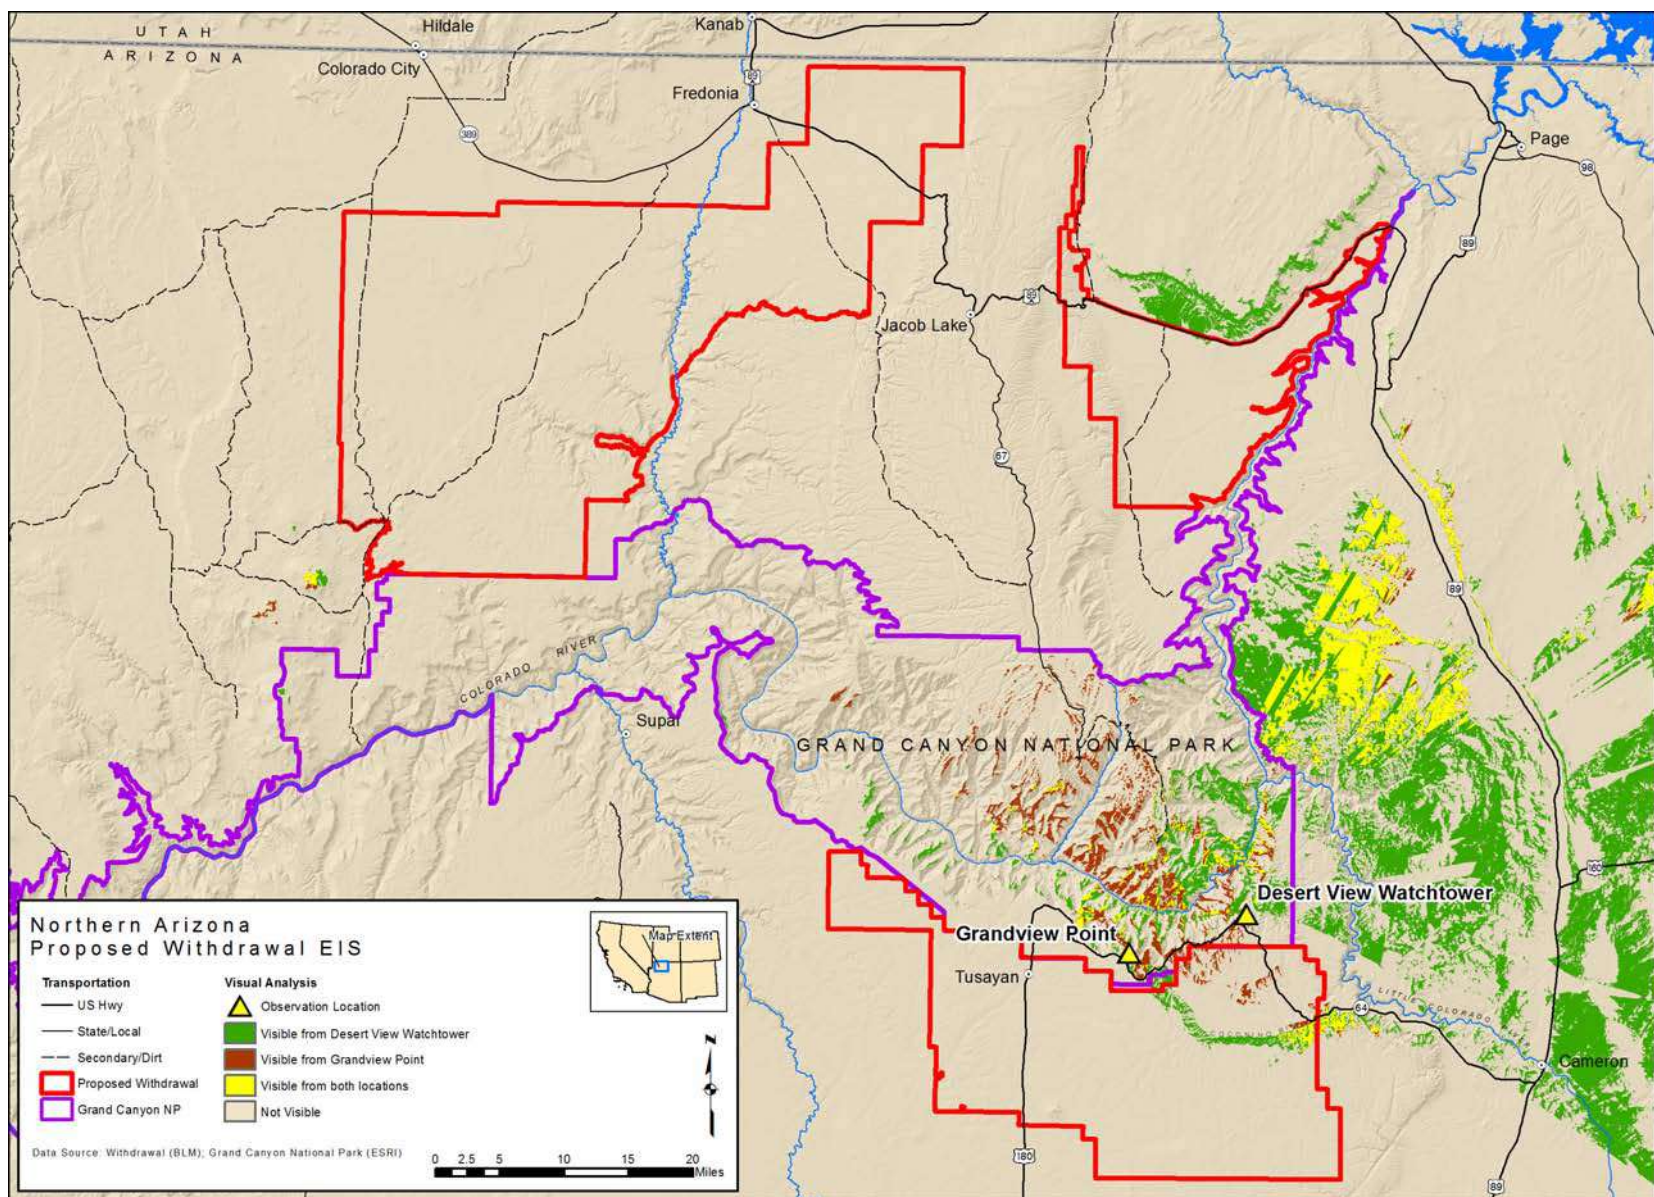 Hildale
Kanab
UTAH
ARIZONA
Colorado City
89
Fredonia
389
Page
98
89
Jacob Lake
67
89
COLORADO RIVER
Supai
GRAND CANYON NATIONAL PARK
160
Desert View Watchtower
Grandview Point
Tusayan
LITTLE COLORADO RIVER
64
Cameron
180
89
Northern Arizona
Proposed Withdrawal EIS
Map Extent
Transportation
US Hwy
State/Local
Secondary/Dirt
Proposed Withdrawal
Grand Canyon NP
Visual Analysis
Observation Location
Visible from Desert View Watchtower
Visible from Grandview Point
Visible from both locations
Not Visible
N
Data Source: Withdrawal (BLM); Grand Canyon National Park (ESRI)
0 2.5 5 10 15 20
Miles